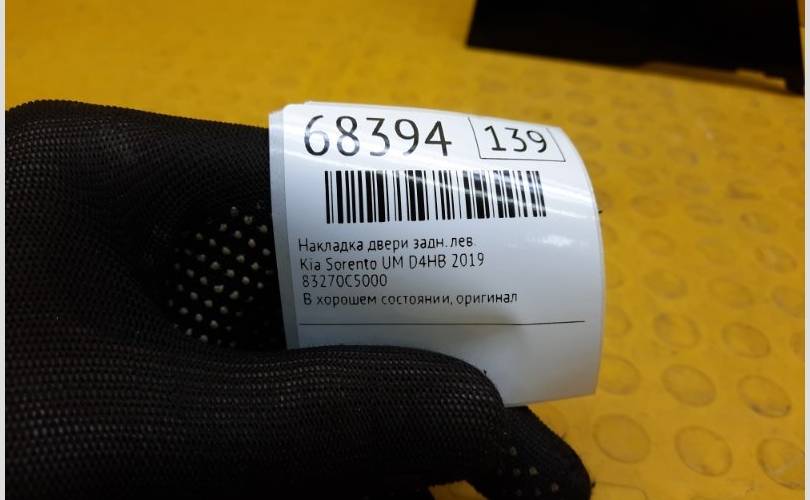 68394 139
Накладка двери задн. лев.
Kia Sorento UM D4HB 2019
83270C5000
В хорошем состоянии, оригинал